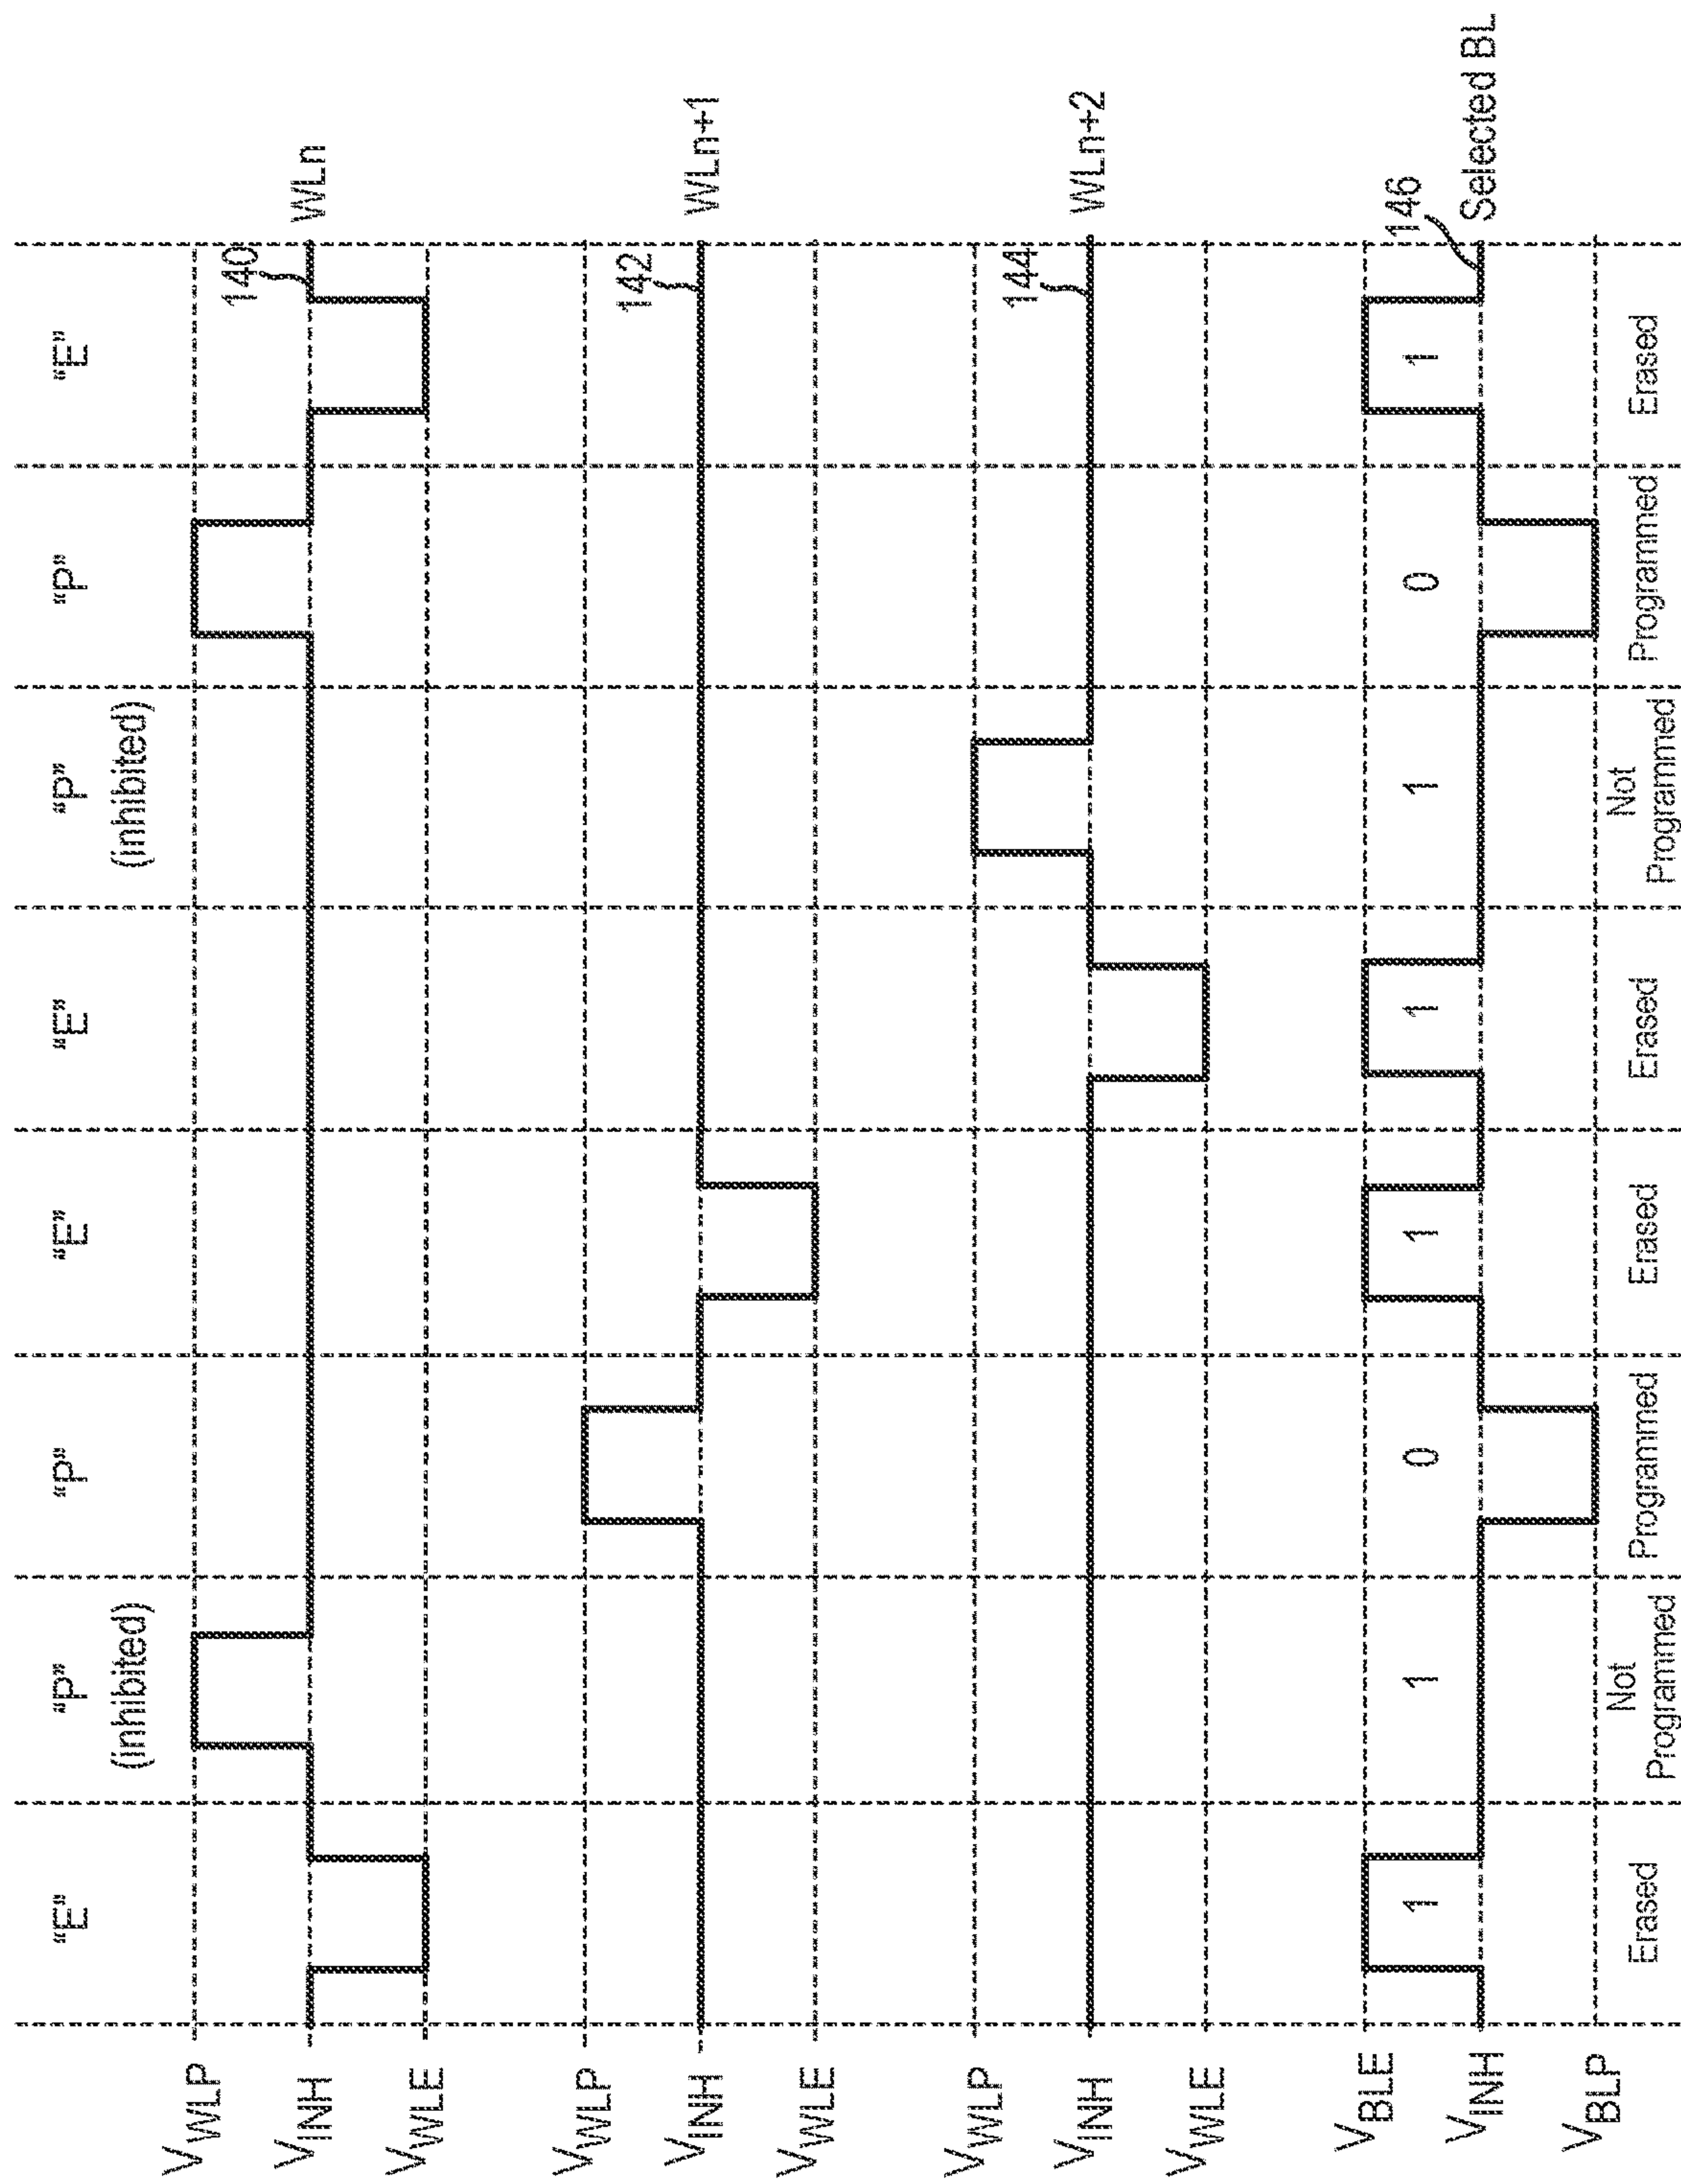 “E” “P” “P” “E” “E” “P” “P” “E”
(inhibited) (inhibited)
VWLP
140
VINH WLn
VWLE
VWLP
142
VINH WLn+1
VWLE
VWLP
144
VINH WLn+2
VWLE
VBLE
1 1 0 1 1 1 0 1 146
VINH Selected BL
VBLP
Erased Not Programmed Erased Erased Not Programmed Erased
Programmed Programmed